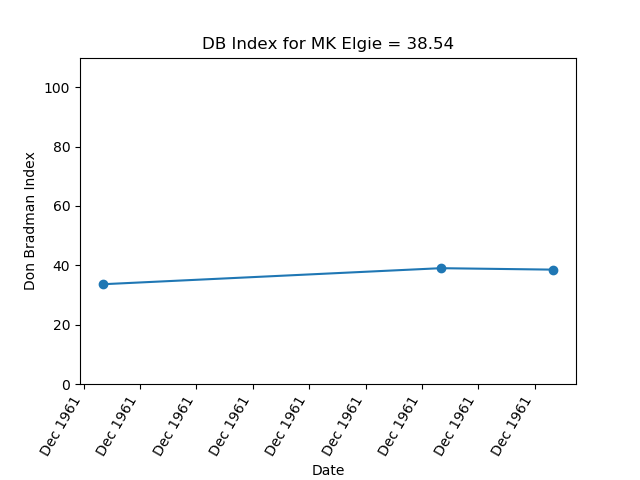 DB Index for MK Elgie = 38.54
100
80
60
40
20
0
Don Bradman Index
Dec 1961
Dec 1961
Dec 1961
Dec 1961
Dec 1961
Dec 1961
Dec 1961
Dec 1961
Dec 1961
Date